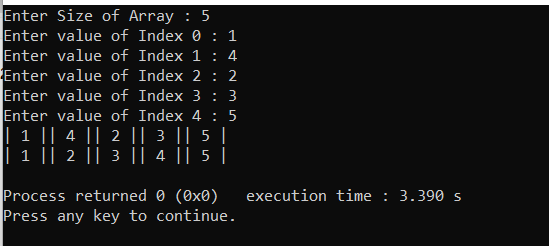 Enter Size of Array : 5
Enter value of Index 0 : 1
Enter value of Index 1 : 4
Enter value of Index 2 : 2
Enter value of Index 3 : 3
Enter value of Index 4 : 5
| 1 || 4 || 2 || 3 || 5 |
| 1 || 2 || 3 || 4 || 5 |
Process returned 0 (0x0)   execution time : 3.390 s
Press any key to continue.